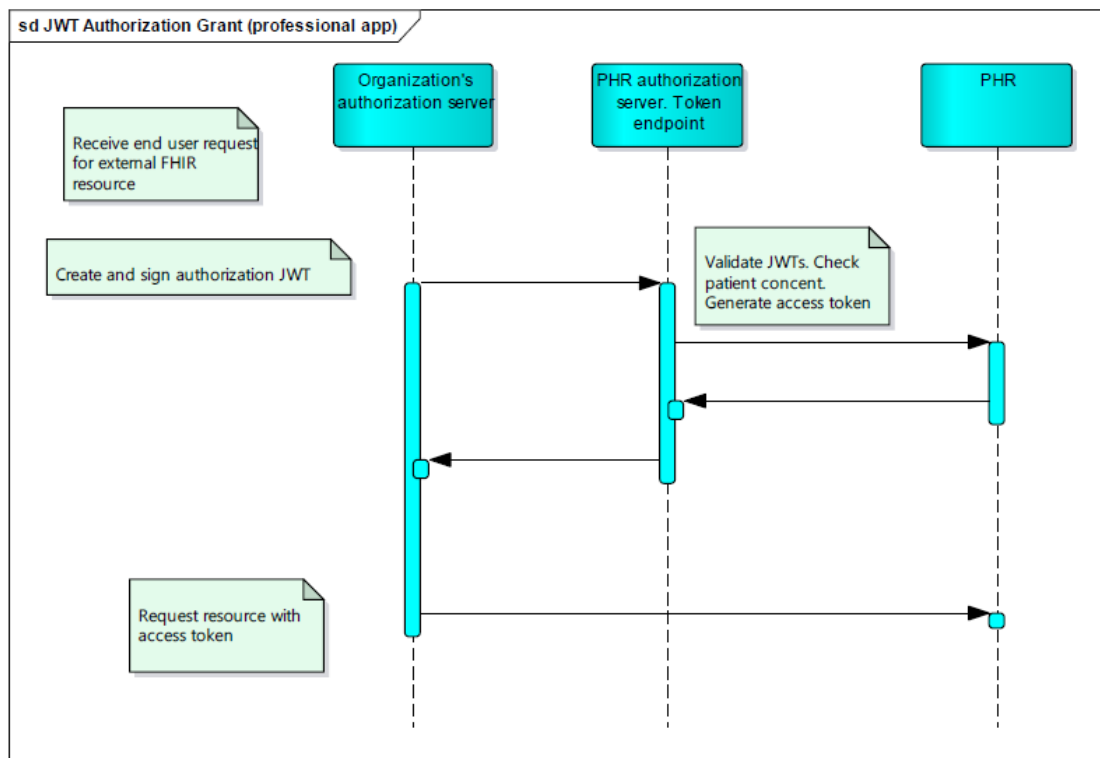 sd JWT Authorization Grant (professional app)
Organization's
authorization server
PHR authorization
server. Token
endpoint
PHR
Receive end user request
for external FHIR
resource
Create and sign authorization JWT
Validate JWTs. Check
patient concent.
Generate access token
Request resource with
access token